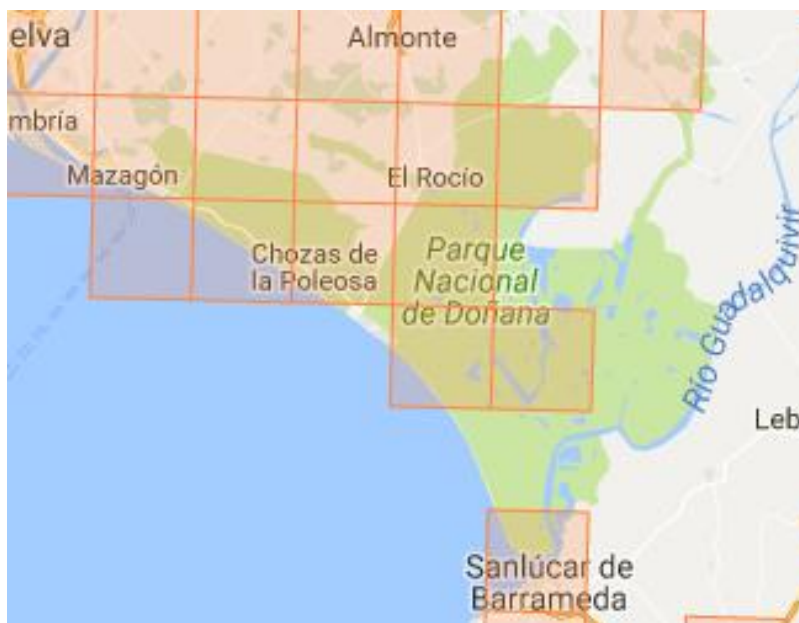 elva
Almonte
mbría
Mazagón
El Rocío
Chozas de
la Poleosa
Parque
Nacional
de Doñana
Río Guadalquivir
Leb
Sanlúcar de
Barrameda